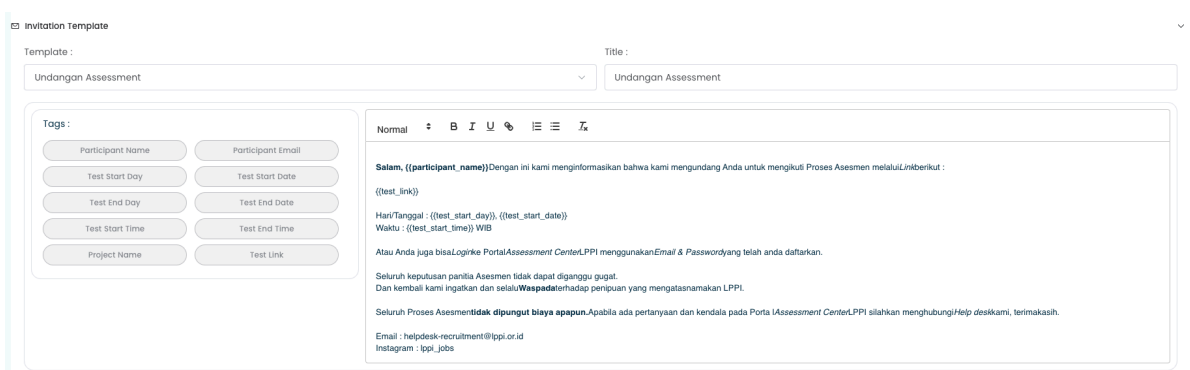 Invitation Template
Template :
Title :
Undangan Assessment
Undangan Assessment
Tags :
Participant Name
Participant Email
Test Start Day
Test Start Date
Test End Day
Test End Date
Test Start Time
Test End Time
Project Name
Test Link
Normal
Salam, {{participant_name}}Dengan ini kami menginformasikan bahwa kami mengundang Anda untuk mengikuti Proses Asesmen melaluiLinkberikut :
{{test_link}}
Hari/Tanggal : {{test_start_day}}, {{test_start_date}}
Waktu : {{test_start_time}} WIB
Atau Anda juga bisaLoginke PortalAssessment CenterLPPI menggunakanEmail & Passwordyang telah anda daftarkan.
Seluruh keputusan panitia Asesmen tidak dapat diganggu gugat.
Dan kembali kami ingatkan dan selaluWaspadaterhadap penipuan yang mengatasnamakan LPPI.
Seluruh Proses Asesmentidak dipungut biaya apapun.Apabila ada pertanyaan dan kendala pada Porta lAssessment CenterLPPI silahkan menghubungiHelp deskkami, terimakasih.
Email : helpdesk-recruitment@lppi.or.id
Instagram : lppi_jobs